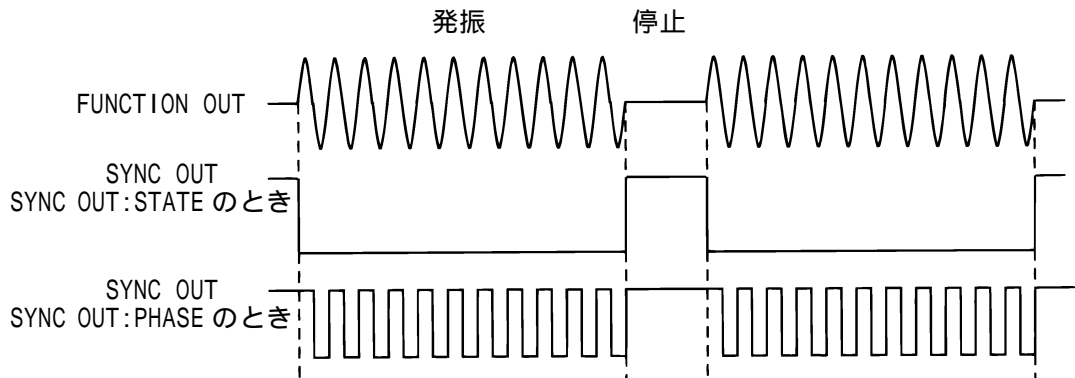 発振 停止
FUNCTION OUT
SYNC OUT
SYNC OUT:STATE のとき
SYNC OUT
SYNC OUT:PHASE のとき